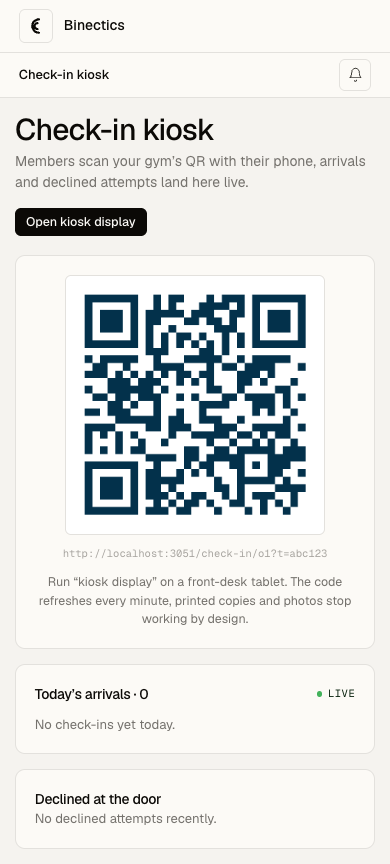 Binectics
Check-in kiosk
Check-in kiosk
Members scan your gym’s QR with their phone, arrivals
and declined attempts land here live.
Open kiosk display
http://localhost:3051/check-in/o1?t=abc123
Run “kiosk display” on a front-desk tablet. The code
refreshes every minute, printed copies and photos stop
working by design.
Today’s arrivals · 0
LIVE
No check-ins yet today.
Declined at the door
No declined attempts recently.